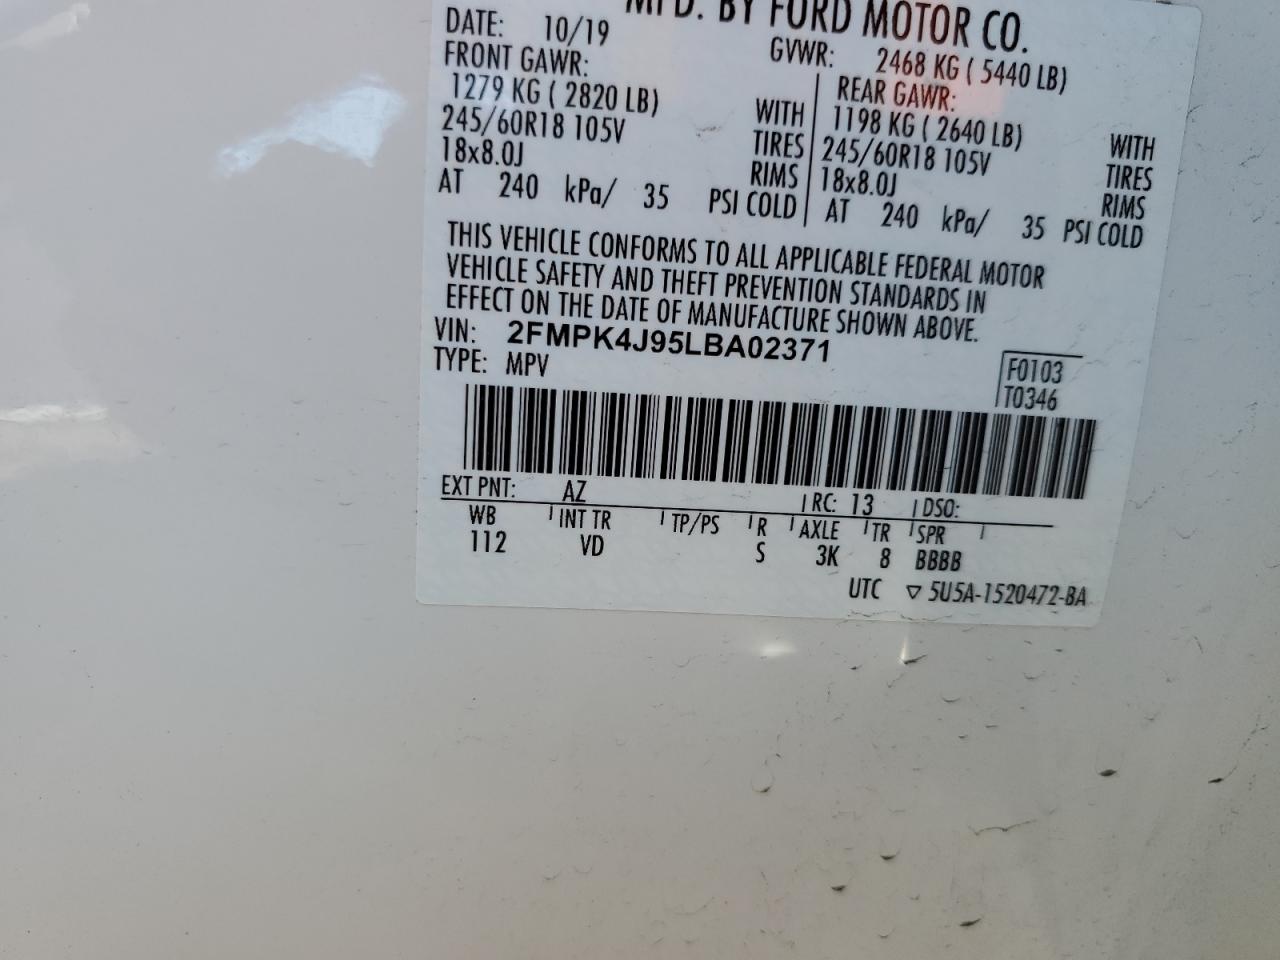 MFD. BY FORD MOTOR CO.
DATE: 10/19 GVWR: 2468 KG ( 5440 LB)
FRONT GAWR: REAR GAWR:
1279 KG ( 2820 LB) WITH 1198 KG ( 2640 LB) WITH
245/60R18 105V TIRES 245/60R18 105V TIRES
18x8.0J RIMS 18x8.0J RIMS
AT 240 kPa/ 35 PSI COLD AT 240 kPa/ 35 PSI COLD
THIS VEHICLE CONFORMS TO ALL APPLICABLE FEDERAL MOTOR
VEHICLE SAFETY AND THEFT PREVENTION STANDARDS IN
EFFECT ON THE DATE OF MANUFACTURE SHOWN ABOVE.
VIN: 2FMPK4J95LBA02371
TYPE: MPV F0103
T0346
EXT PNT: AZ RC: 13 DSO:
WB INT TR TP/PS R AXLE TR SPR
112 VD S 3K 8 BBBB
UTC ▽ 5U5A-1520472-BA